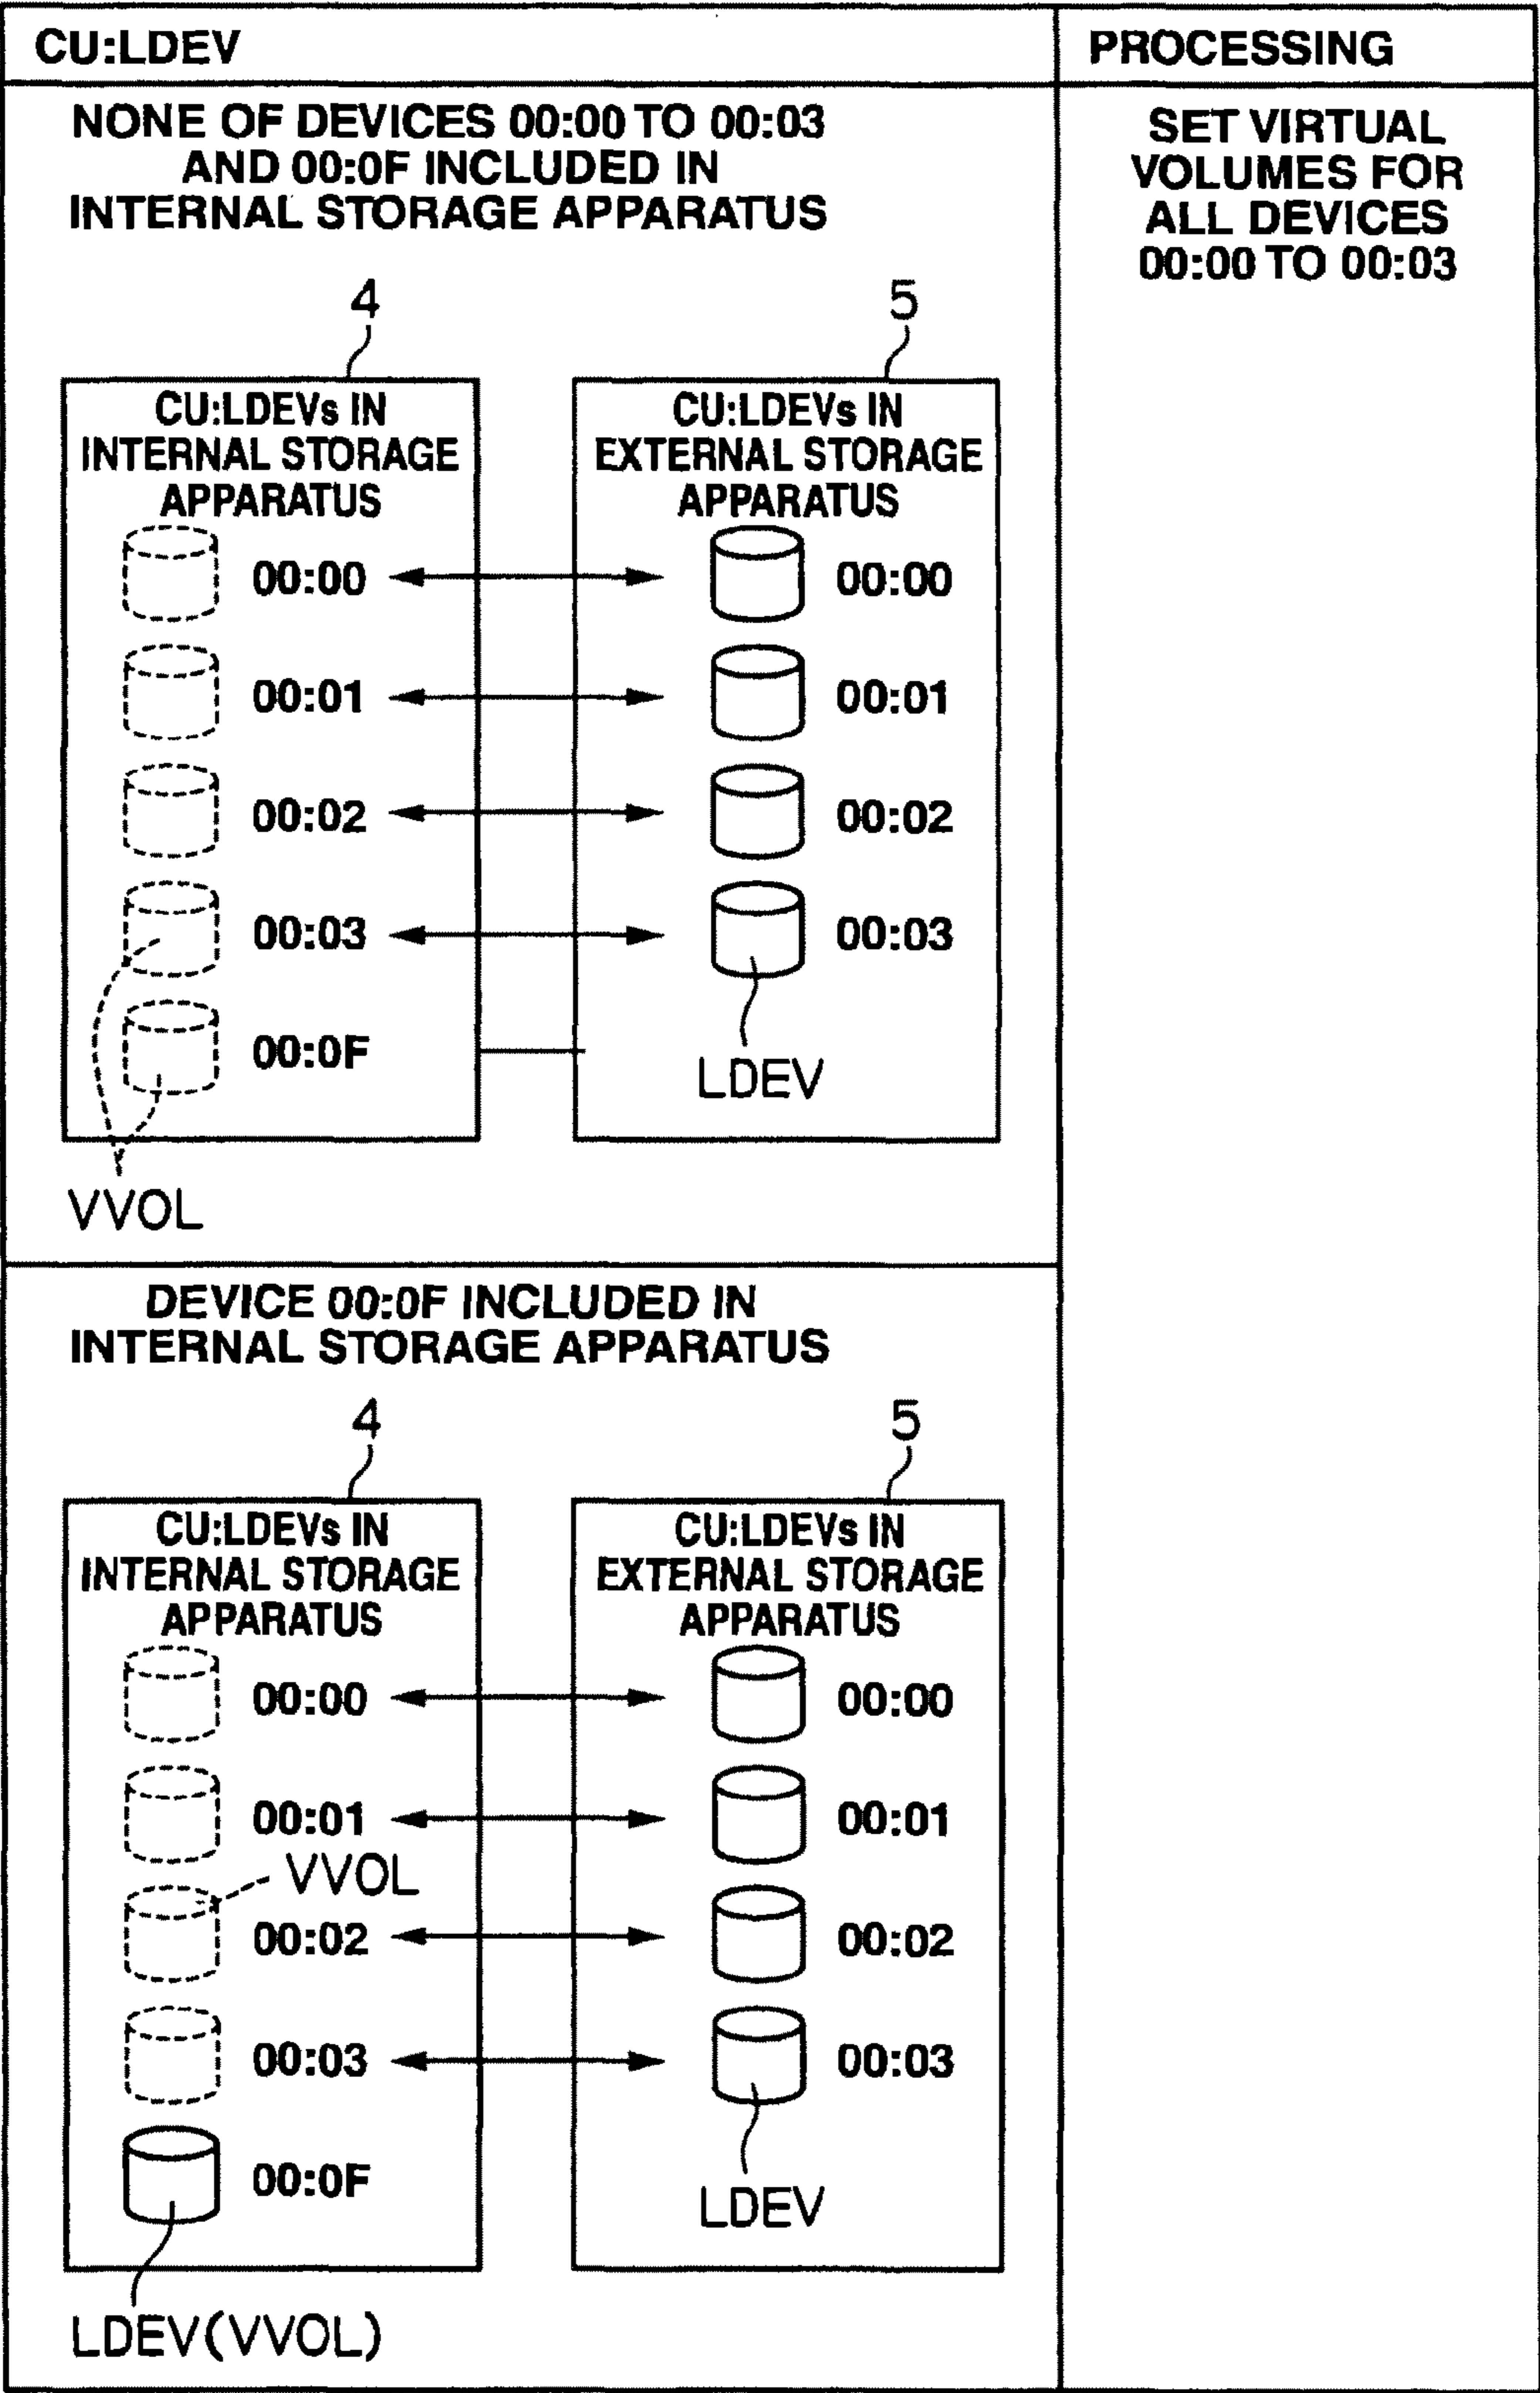 CU:LDEV
PROCESSING
NONE OF DEVICES 00:00 TO 00:03
AND 00:0F INCLUDED IN
INTERNAL STORAGE APPARATUS
SET VIRTUAL
VOLUMES FOR
ALL DEVICES
00:00 TO 00:03
4
5
CU:LDEVs IN
INTERNAL STORAGE
APPARATUS
00:00
00:01
00:02
00:03
00:0F
VVOL
CU:LDEVs IN
EXTERNAL STORAGE
APPARATUS
00:00
00:01
00:02
00:03
LDEV
DEVICE 00:0F INCLUDED IN
INTERNAL STORAGE APPARATUS
4
5
CU:LDEVs IN
INTERNAL STORAGE
APPARATUS
00:00
00:01
VVOL
00:02
00:03
00:0F
LDEV(VVOL)
CU:LDEVs IN
EXTERNAL STORAGE
APPARATUS
00:00
00:01
00:02
00:03
LDEV